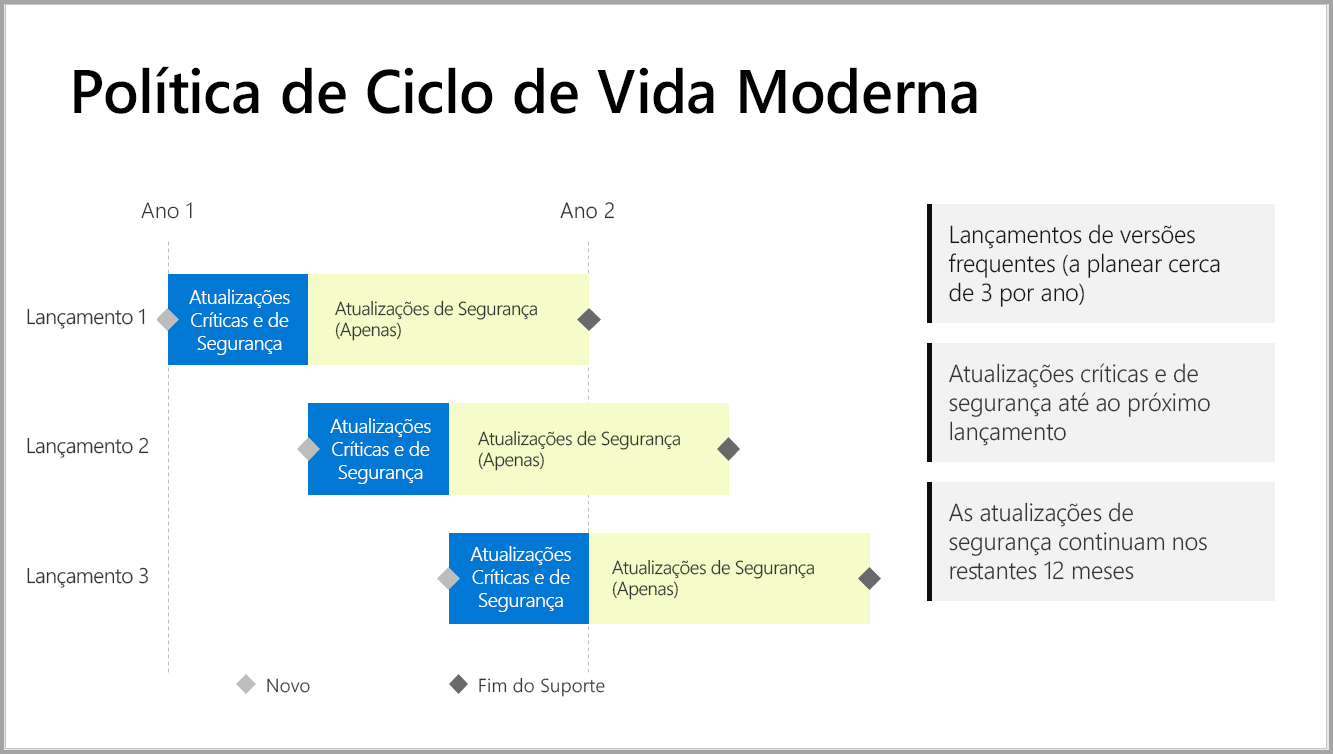 Política de Ciclo de Vida Moderna
Ano 1
Ano 2
Lançamento 1
Atualizações
Críticas e de
Segurança
Atualizações de Segurança
(Apenas)
Lançamento 2
Atualizações
Críticas e de
Segurança
Atualizações de Segurança
(Apenas)
Lançamento 3
Atualizações
Críticas e de
Segurança
Atualizações de Segurança
(Apenas)
Novo
Fim do Suporte
Lançamentos de versões
frequentes (a planear cerca
de 3 por ano)
Atualizações críticas e de
segurança até ao próximo
lançamento
As atualizações de
segurança continuam nos
restantes 12 meses